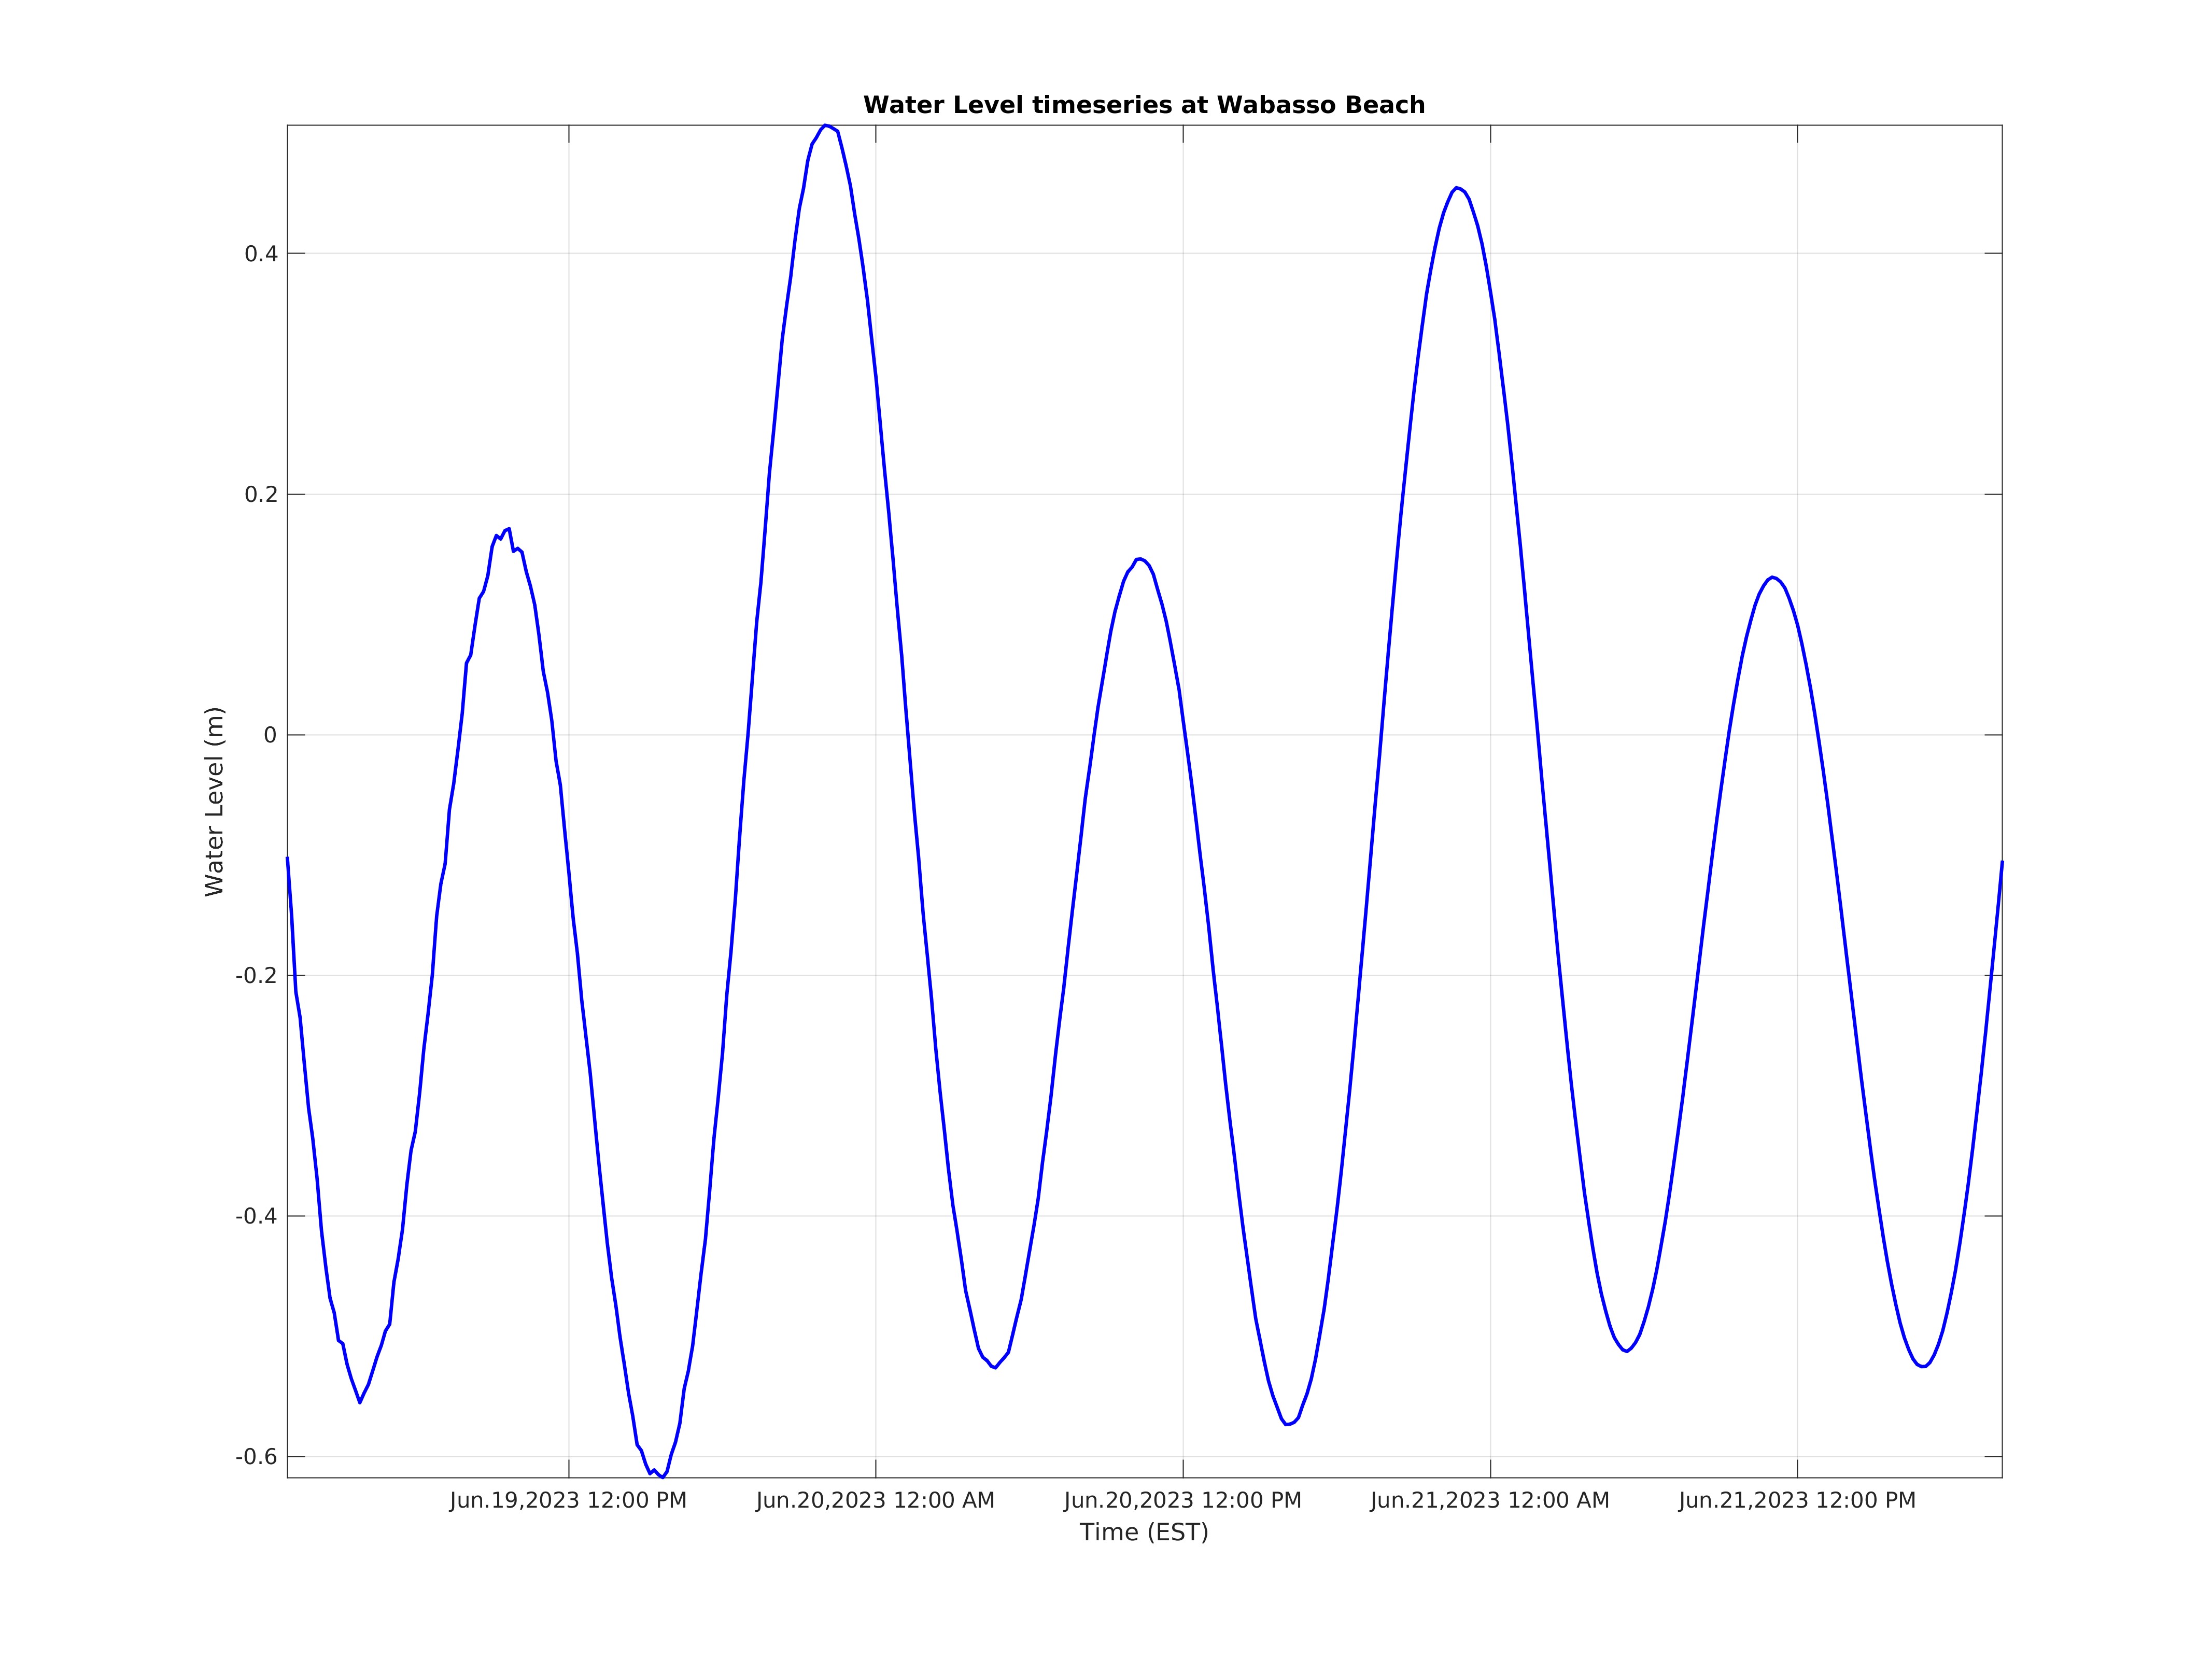 Water Level timeseries at Wabasso Beach
0.4
0.2
0
-0.2
-0.4
-0.6
Water Level (m)
Jun.19,2023 12:00 PM
Jun.20,2023 12:00 AM
Jun.20,2023 12:00 PM
Jun.21,2023 12:00 AM
Jun.21,2023 12:00 PM
Time (EST)